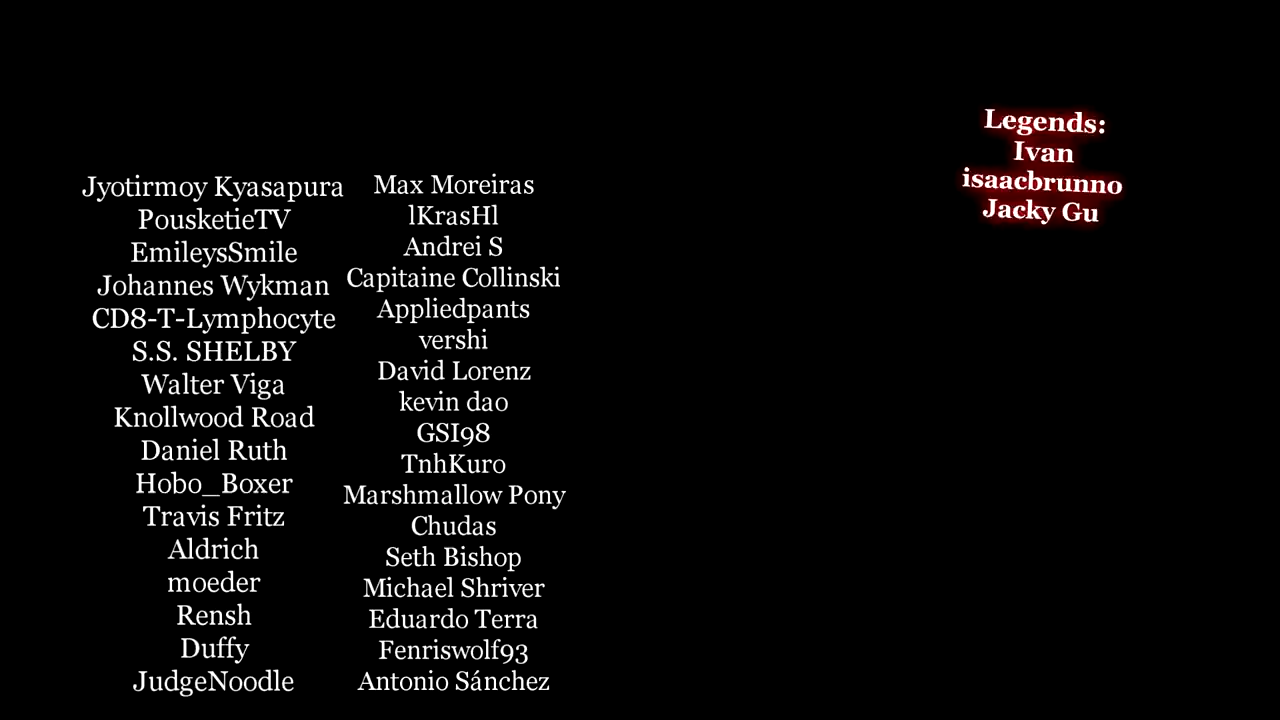 Jyotirmoy Kyasapura
PousketieTV
EmileysSmile
Johannes Wykman
CD8-T-Lymphocyte
S.S. SHELBY
Walter Viga
Knollwood Road
Daniel Ruth
Hobo_Boxer
Travis Fritz
Aldrich
moeder
Rensh
Duffy
JudgeNoodle
Max Moreiras
lKrasHl
Andrei S
Capitaine Collinski
Appliedpants
vershi
David Lorenz
kevin dao
GSI98
TnhKuro
Marshmallow Pony
Chudas
Seth Bishop
Michael Shriver
Eduardo Terra
Fenriswolf93
Antonio Sánchez
Legends:
Ivan
isaacbrunno
Jacky Gu